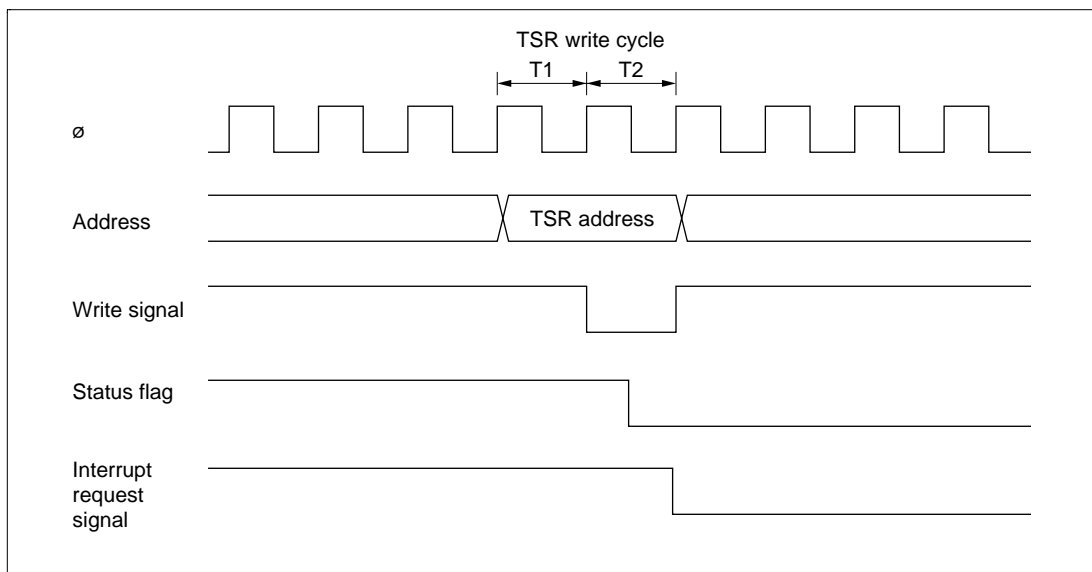 TSR write cycle
T1 T2
ø
Address
TSR address
Write signal
Status flag
Interrupt
request
signal